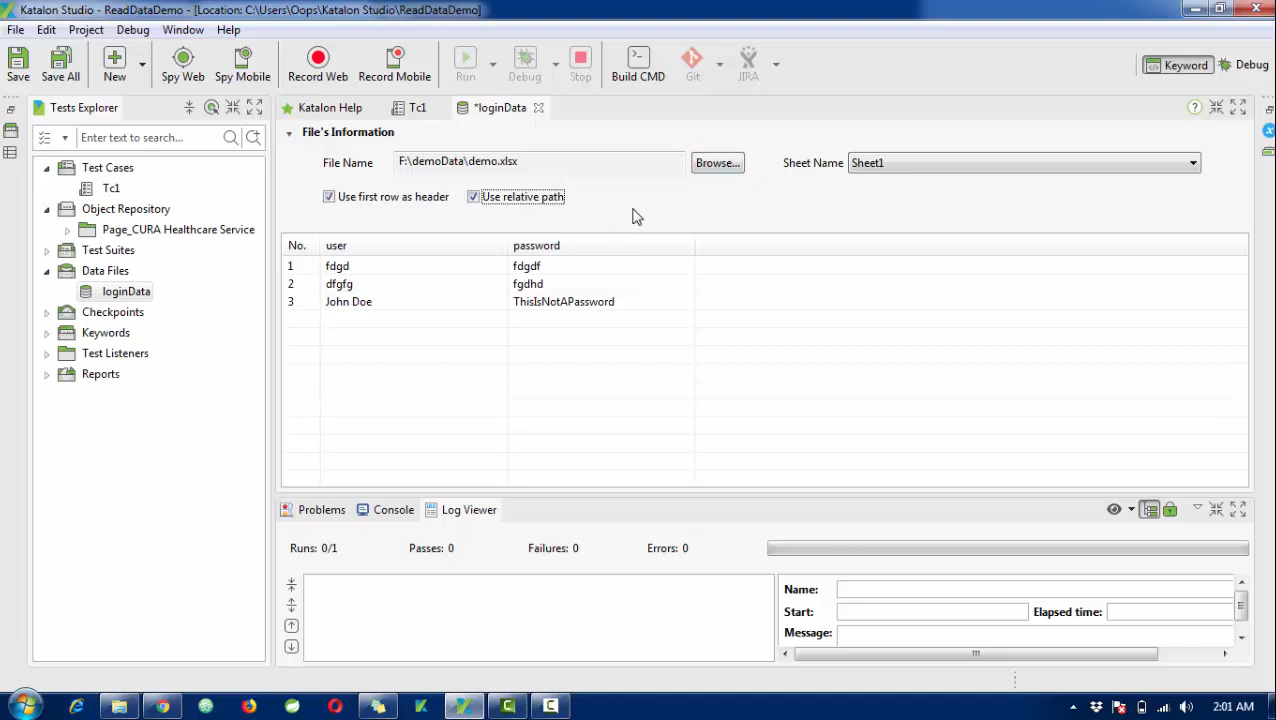 Katalon Studio - ReadDataDemo - [Location: C:\Users\Oops\Katalon Studio\ReadDataDemo]
File Edit Project Debug Window Help
Save Save All New Spy Web Spy Mobile Record Web Record Mobile Run Debug Stop Build CMD Git JIRA Keyword Debug
Tests Explorer
Katalon Help Tc1 *loginData
Enter text to search...
File's Information
File Name F:\demoData\demo.xlsx Browse... Sheet Name Sheet1
Use first row as header Use relative path
Test Cases
Tc1
Object Repository
Page_CURA Healthcare Service
Test Suites
Data Files
loginData
Checkpoints
Keywords
Test Listeners
Reports
No. user password
1 fdgd fdgdf
2 dfgfg fgdhd
3 John Doe ThisIsNotAPassword
Problems Console Log Viewer
Runs: 0/1 Passes: 0 Failures: 0 Errors: 0
Name:
Start: Elapsed time:
Message:
2:01 AM